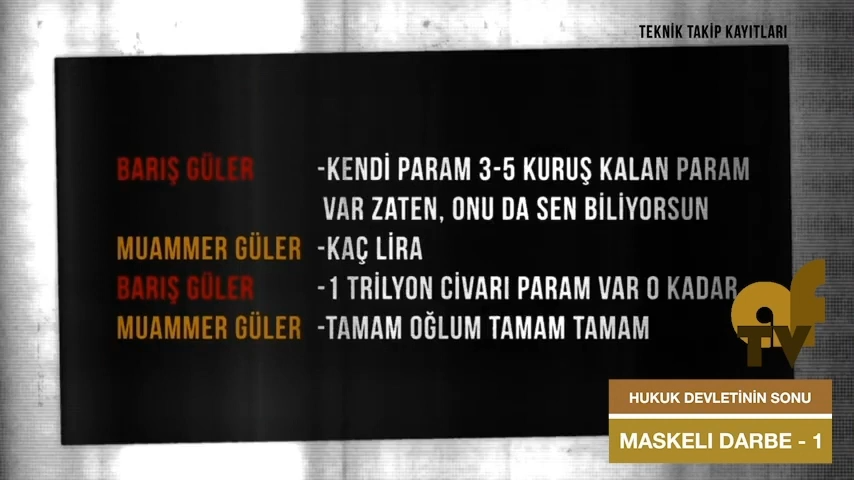 TEKNİK TAKİP KAYITLARI
BARIŞ GÜLER -KENDİ PARAM 3-5 KURUŞ KALAN PARAM
VAR ZATEN, ONU DA SEN BİLİYORSUN
MUAMMER GÜLER -KAÇ LİRA
BARIŞ GÜLER -1 TRİLYON CİVARI PARAM VAR O KADAR
MUAMMER GÜLER -TAMAM OĞLUM TAMAM TAMAM
af
TV
HUKUK DEVLETİNİN SONU
MASKELİ DARBE - 1